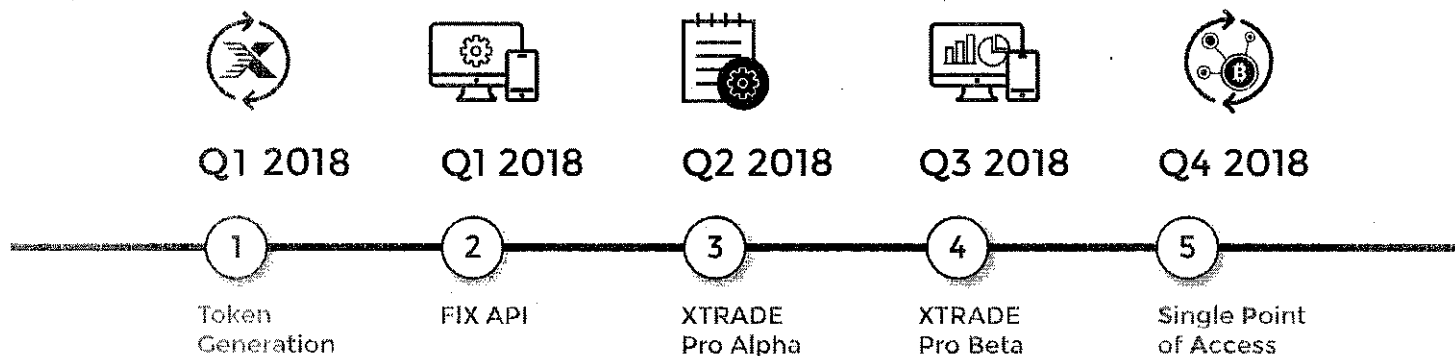 Q1 2018
Q1 2018
Q2 2018
Q3 2018
Q4 2018
1
2
3
4
5
Token
Generation
FIX API
XTRADE
Pro Alpha
XTRADE
Pro Beta
Single Point
of Access